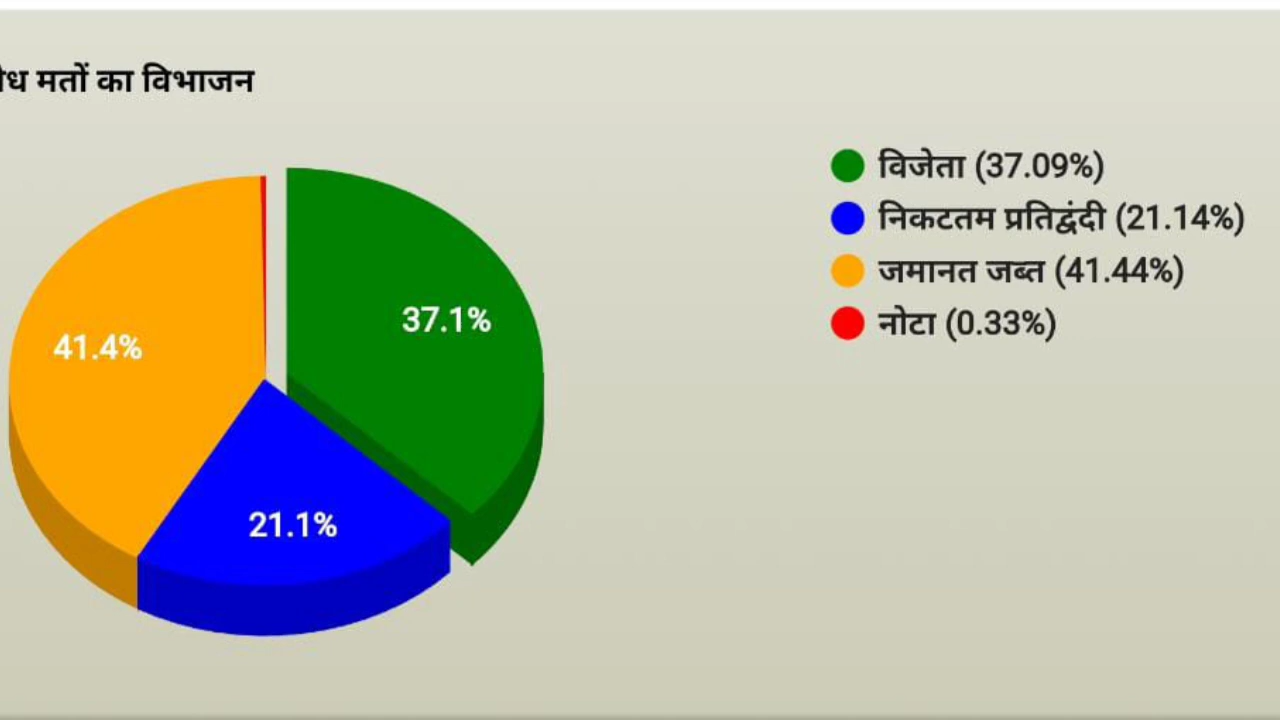 मतों का विभाजन
विजेता (37.09%)
निकटतम प्रतिद्वंदी (21.14%)
जमानत जब्त (41.44%)
नोटा (0.33%)
37.1%
41.4%
21.1%